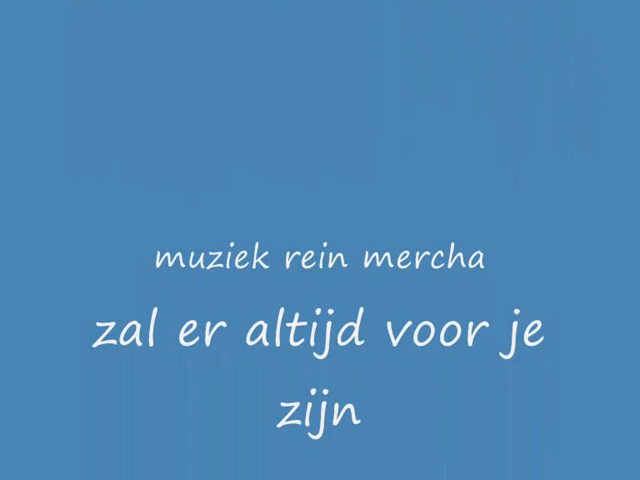 muziek rein mercha
zal er altijd voor je
zijn